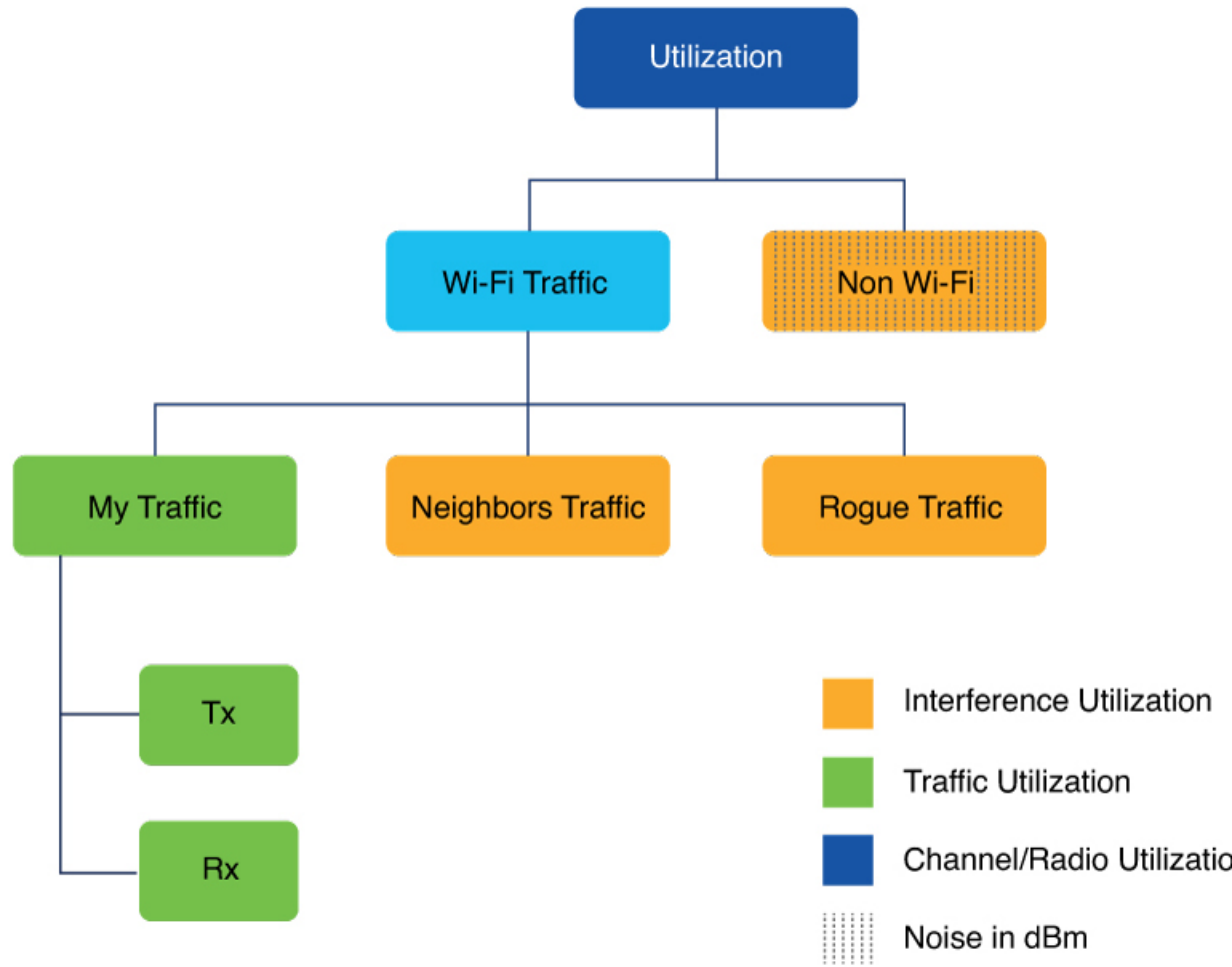 Utilization
Wi-Fi Traffic
Non Wi-Fi
My Traffic
Neighbors Traffic
Rogue Traffic
Tx
Rx
Interference Utilization
Traffic Utilization
Channel/Radio Utilizatio
Noise in dBm